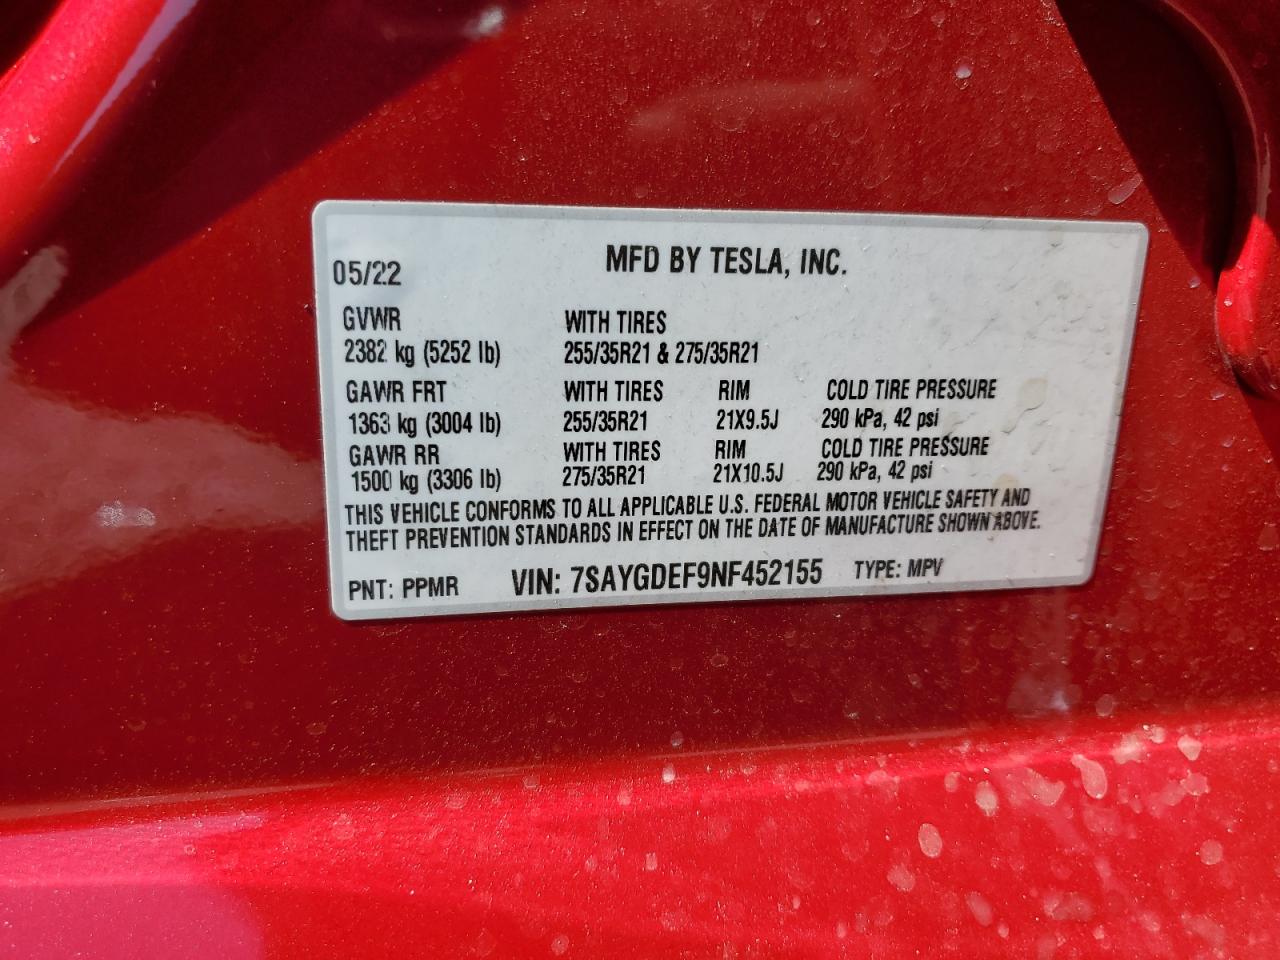 MFD BY TESLA, INC.
05/22
GVWR WITH TIRES
2382 kg (5252 lb) 255/35R21 & 275/35R21
GAWR FRT WITH TIRES RIM COLD TIRE PRESSURE
1363 kg (3004 lb) 255/35R21 21X9.5J 290 kPa, 42 psi
GAWR RR WITH TIRES RIM COLD TIRE PRESSURE
1500 kg (3306 lb) 275/35R21 21X10.5J 290 kPa, 42 psi
THIS VEHICLE CONFORMS TO ALL APPLICABLE U.S. FEDERAL MOTOR VEHICLE SAFETY AND
THEFT PREVENTION STANDARDS IN EFFECT ON THE DATE OF MANUFACTURE SHOWN ABOVE.
PNT: PPMR VIN: 7SAYGDEF9NF452155 TYPE: MPV